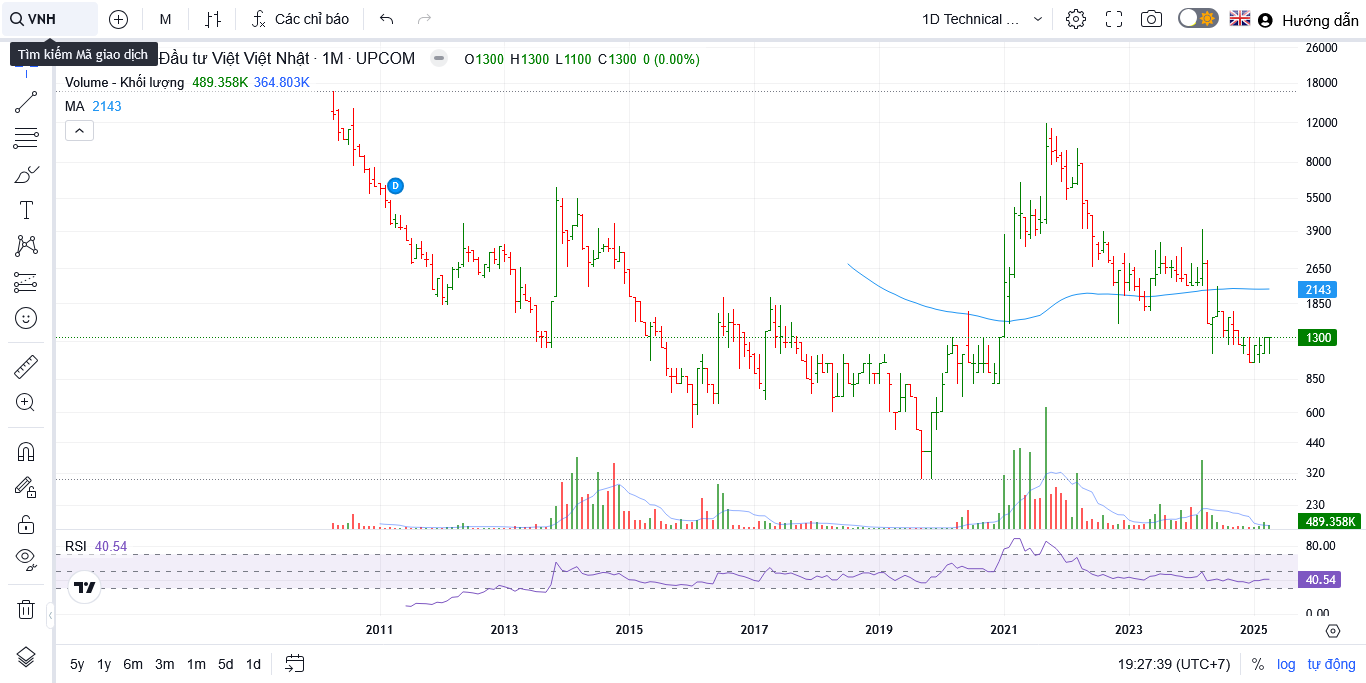 VNH M Các chỉ báo 1D Technical ... Hướng dẫn
Tìm kiếm Mã giao dịch
Đầu tư Việt Việt Nhật · 1M · UPCOM O1300 H1300 L1100 C1300 0 (0.00%)
Volume - Khối lượng 489.358K 364.803K
MA 2143
D
26000
18000
12000
8000
5500
3900
2650
2143
1850
1300
850
600
440
320
230
489.358K
RSI 40.54
80.00
40.54
0.00
2011 2013 2015 2017 2019 2021 2023 2025
5y 1y 6m 3m 1m 5d 1d 19:27:39 (UTC+7) % log tự động